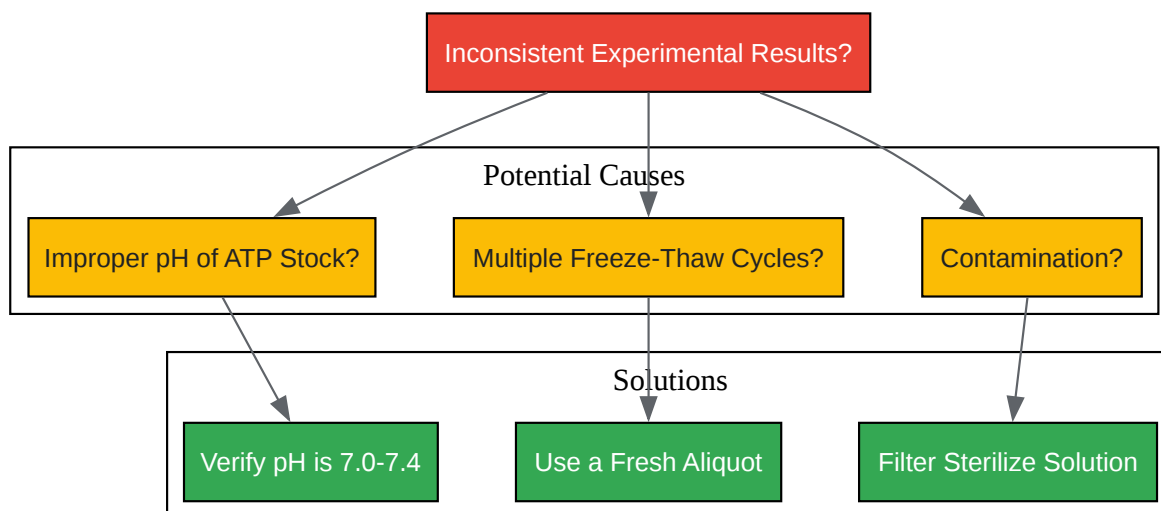 Inconsistent Experimental Results?
Potential Causes
Improper pH of ATP Stock?
Multiple Freeze-Thaw Cycles?
Contamination?
Solutions
Verify pH is 7.0-7.4
Use a Fresh Aliquot
Filter Sterilize Solution